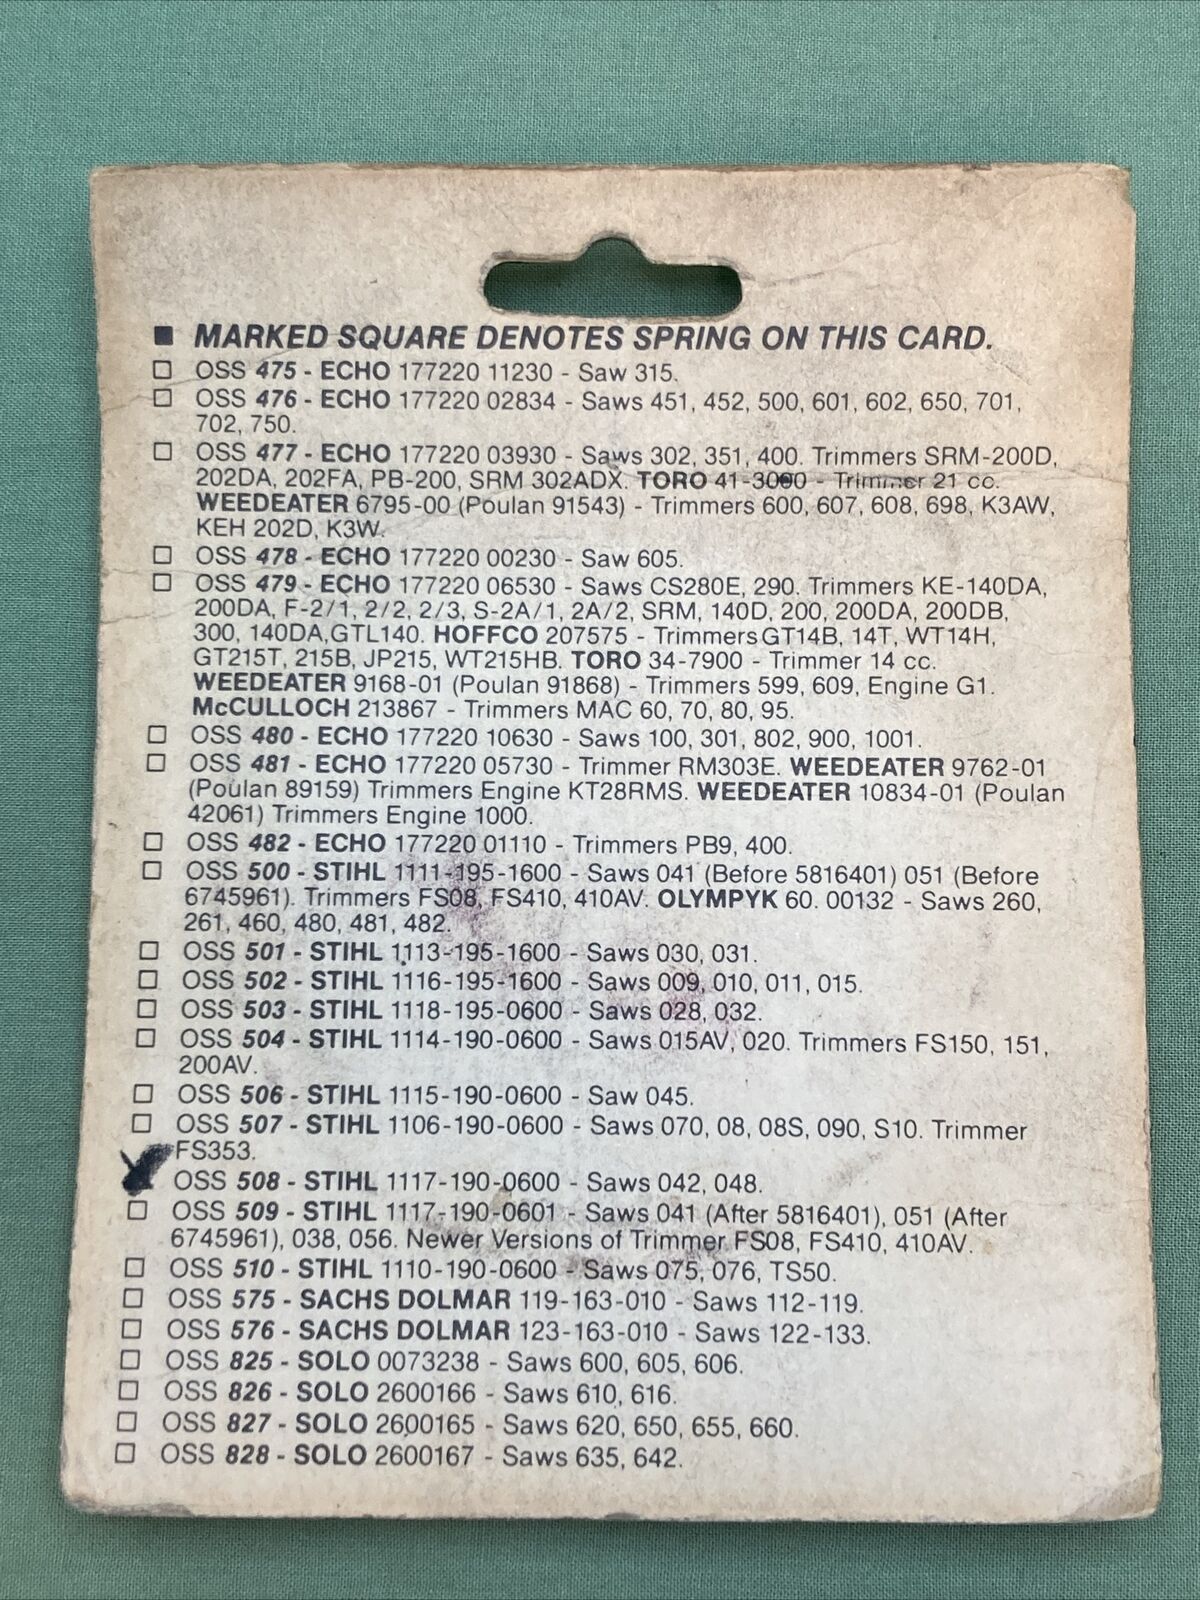 ■ MARKED SQUARE DENOTES SPRING ON THIS CARD.
□ OSS 475 - ECHO 177220 11230 - Saw 315.
□ OSS 476 - ECHO 177220 02834 - Saws 451, 452, 500, 601, 602, 650, 701,
702, 750.
□ OSS 477 - ECHO 177220 03930 - Saws 302, 351, 400. Trimmers SRM-200D,
202DA, 202FA, PB-200, SRM 302ADX. TORO 41-3000 - Trimmer 21 cc.
WEEDEATER 6795-00 (Poulan 91543) - Trimmers 600, 607, 608, 698, K3AW,
KEH 202D, K3W.
□ OSS 478 - ECHO 177220 00230 - Saw 605.
□ OSS 479 - ECHO 177220 06530 - Saws CS280E, 290. Trimmers KE-140DA,
200DA, F-2/1, 2/2, 2/3, S-2A/1, 2A/2, SRM, 140D, 200, 200DA, 200DB,
300, 140DA,GTL140. HOFFCO 207575 - Trimmers GT14B, 14T, WT14H,
GT215T, 215B, JP215, WT215HB. TORO 34-7900 - Trimmer 14 cc.
WEEDEATER 9168-01 (Poulan 91868) - Trimmers 599, 609, Engine G1.
McCULLOCH 213867 - Trimmers MAC 60, 70, 80, 95.
□ OSS 480 - ECHO 177220 10630 - Saws 100, 301, 802, 900, 1001.
□ OSS 481 - ECHO 177220 05730 - Trimmer RM303E. WEEDEATER 9762-01
(Poulan 89159) Trimmers Engine KT28RMS. WEEDEATER 10834-01 (Poulan
42061) Trimmers Engine 1000.
□ OSS 482 - ECHO 177220 01110 - Trimmers PB9, 400.
□ OSS 500 - STIHL 1111-195-1600 - Saws 041 (Before 5816401) 051 (Before
6745961). Trimmers FS08, FS410, 410AV. OLYMPYK 60. 00132 - Saws 260,
261, 460, 480, 481, 482.
□ OSS 501 - STIHL 1113-195-1600 - Saws 030, 031.
□ OSS 502 - STIHL 1116-195-1600 - Saws 009, 010, 011, 015.
□ OSS 503 - STIHL 1118-195-0600 - Saws 028, 032.
□ OSS 504 - STIHL 1114-190-0600 - Saws 015AV, 020. Trimmers FS150, 151,
200AV.
□ OSS 506 - STIHL 1115-190-0600 - Saw 045.
□ OSS 507 - STIHL 1106-190-0600 - Saws 070, 08, 08S, 090, S10. Trimmer
FS353.
✓ OSS 508 - STIHL 1117-190-0600 - Saws 042, 048.
□ OSS 509 - STIHL 1117-190-0601 - Saws 041 (After 5816401), 051 (After
6745961), 038, 056. Newer Versions of Trimmer FS08, FS410, 410AV.
□ OSS 510 - STIHL 1110-190-0600 - Saws 075, 076, TS50.
□ OSS 575 - SACHS DOLMAR 119-163-010 - Saws 112-119.
□ OSS 576 - SACHS DOLMAR 123-163-010 - Saws 122-133.
□ OSS 825 - SOLO 0073238 - Saws 600, 605, 606.
□ OSS 826 - SOLO 2600166 - Saws 610, 616.
□ OSS 827 - SOLO 2600165 - Saws 620, 650, 655, 660.
□ OSS 828 - SOLO 2600167 - Saws 635, 642.